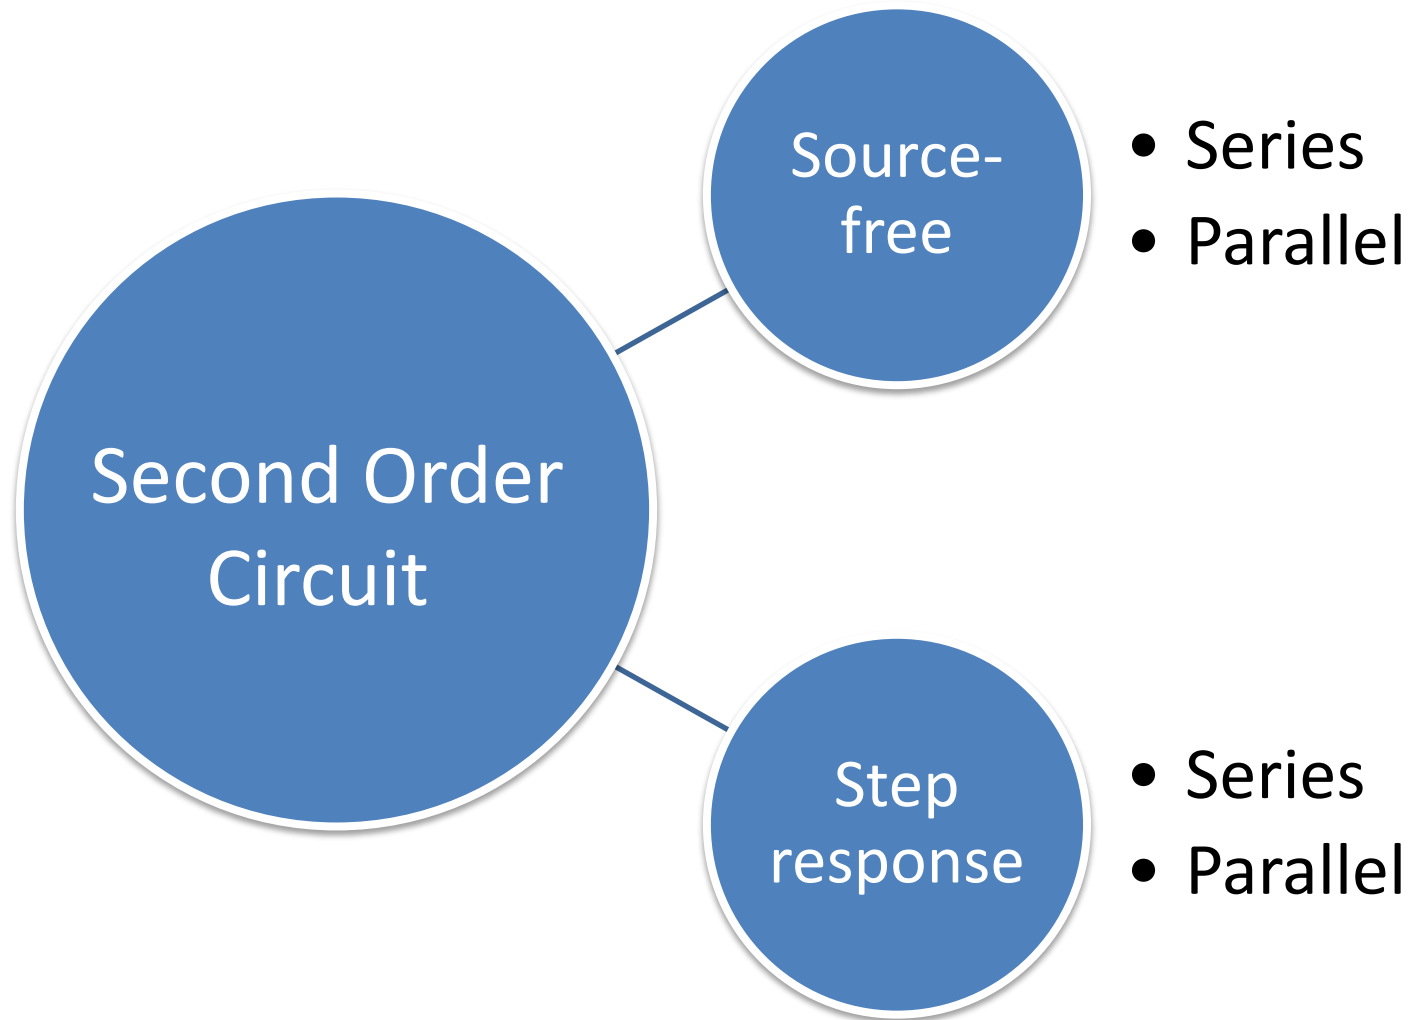 Second Order
Circuit
Source-
free
• Series
• Parallel
Step
response
• Series
• Parallel